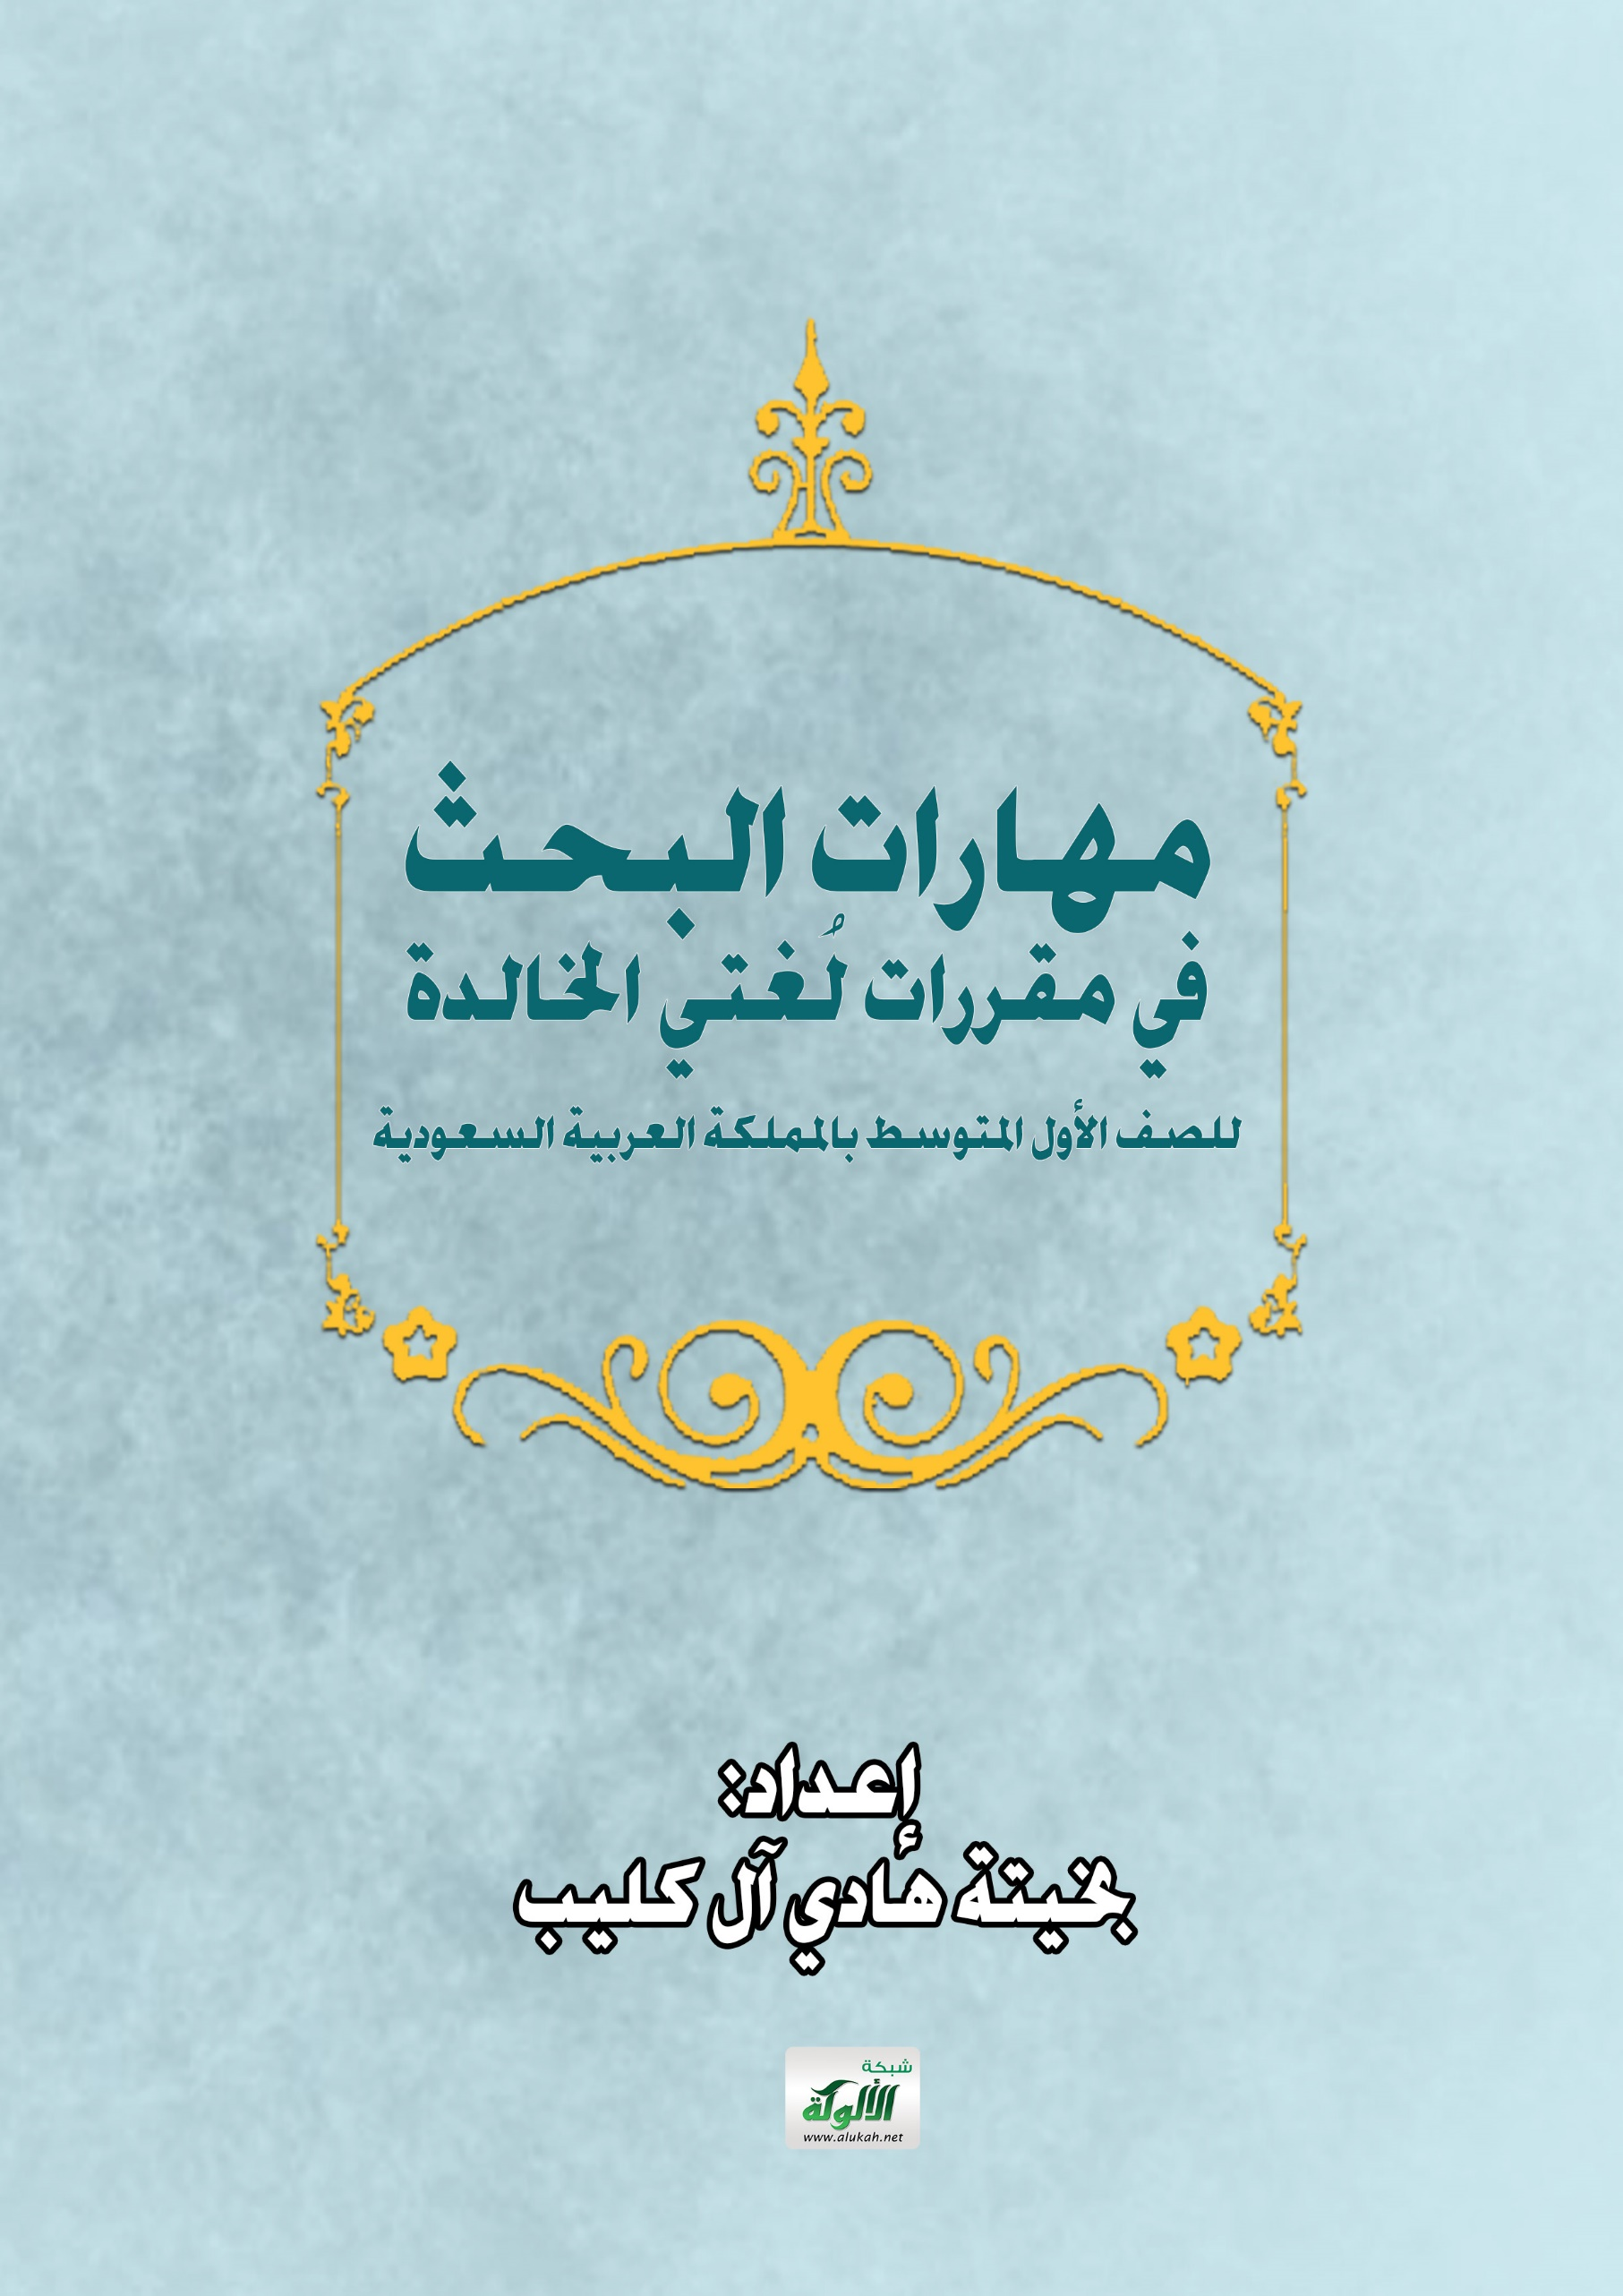 مهارات البحث
في مقررات لُغتي الخالدة
للصف الأول المتوسط بالمملكة العربية السعودية
إعداد:
بخيتة هادي آل كليب
شبكة
الألوكة
www.alukah.net